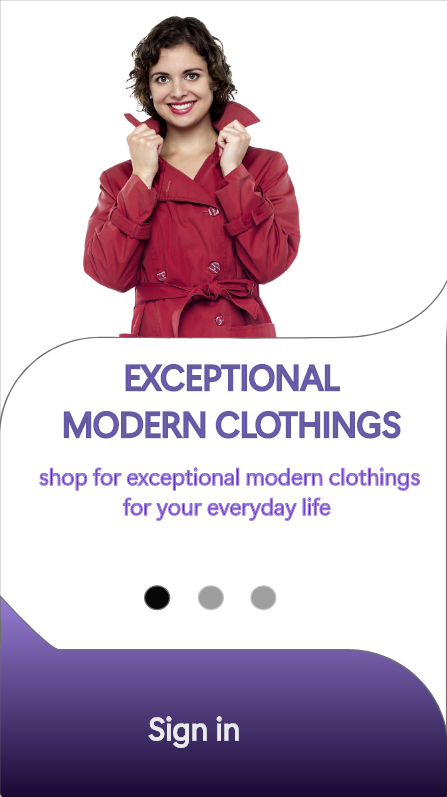 EXCEPTIONAL
MODERN CLOTHINGS
shop for exceptional modern clothings
for your everyday life
Sign in